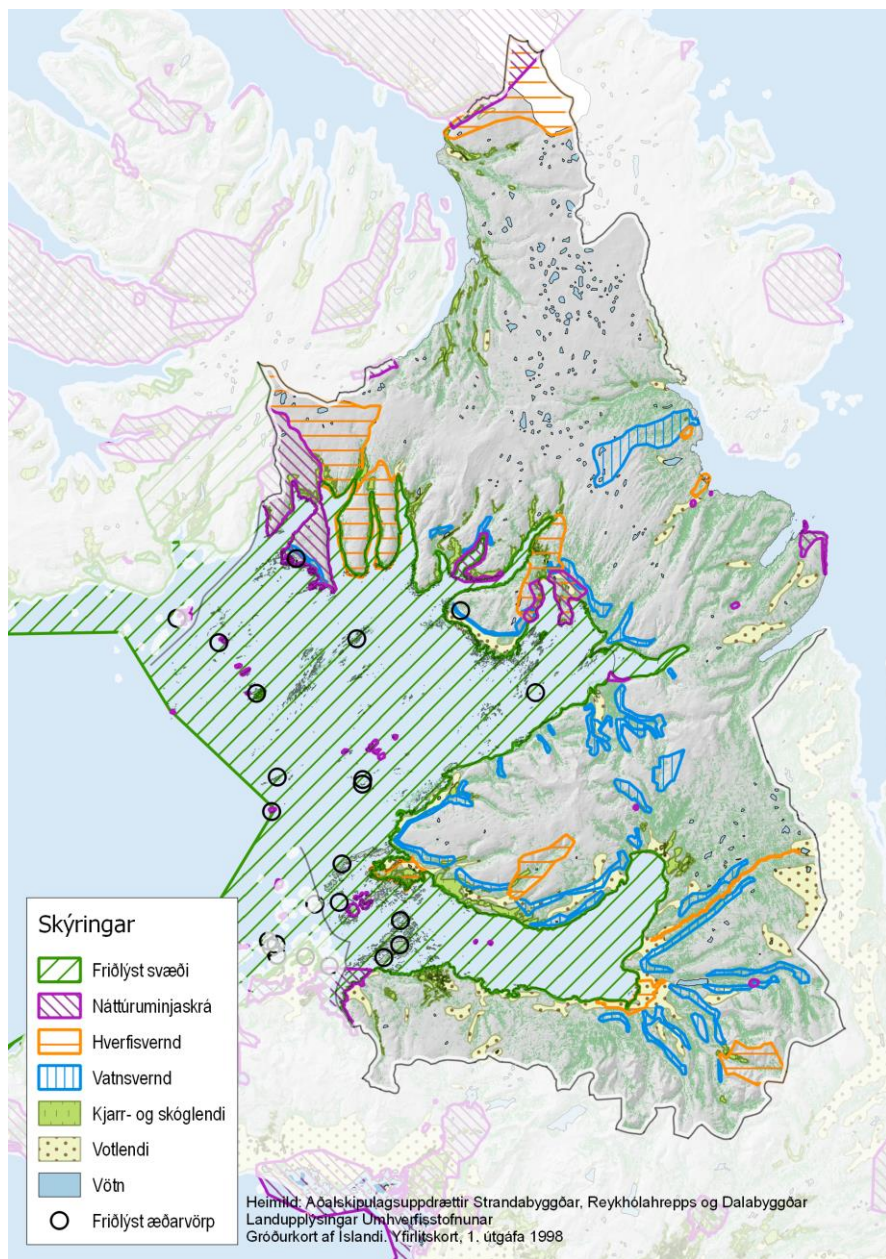 Skýringar
Friðlýst svæði
Náttúruminjaskrá
Hverfisvernd
Vatnsvernd
Kjarr- og skóglendi
Votlendi
Vötn
Friðlýst æðarvörp
Heimild: Aðalskipulagsuppdrættir Strandabyggðar, Reykhólahrepps og Dalabyggðar
Landupplýsingar Umhverfisstofnunar
Gróðurkort af Íslandi. Yfirlitskort, 1. útgáfa 1998